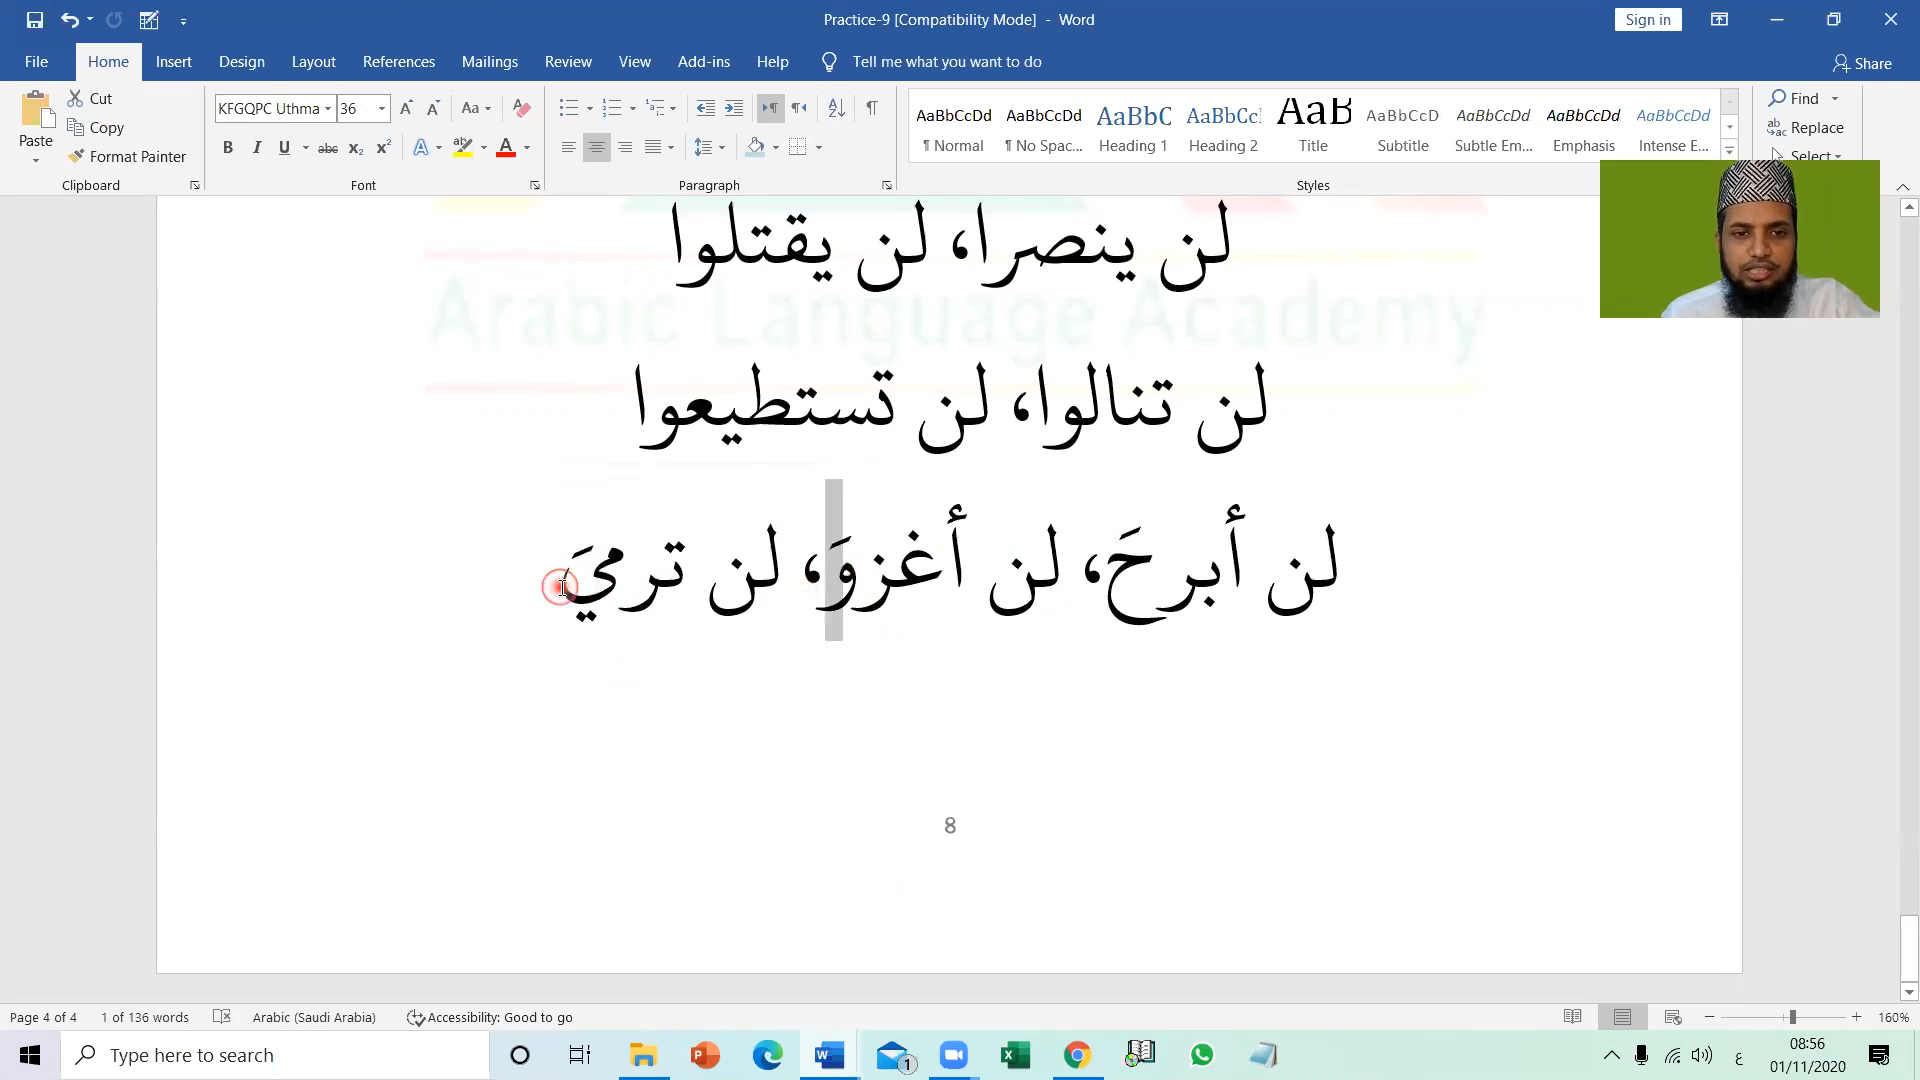 Practice-9 [Compatibility Mode] - Word
Sign in
File Home Insert Design Layout References Mailings Review View Add-ins Help Tell me what you want to do Share
Paste Cut Copy Format Painter Clipboard
KFGQPC Uthma 36 Font
Paragraph
AaBbCcDd AaBbCcDd AaBbC AaBbCcl AaB AaBbCcD AaBbCcDd AaBbCcDd AaBbCcDd
¶ Normal ¶ No Spac... Heading 1 Heading 2 Title Subtitle Subtle Em... Emphasis Intense E...
Styles
Find
Replace
Select
لن ينصرا، لن يقتلوا
Arabic Language Academy
لن تنالوا، لن تستطيعوا
لن أبرحَ، لن أغزوَ، لن ترميَ
8
Page 4 of 4 1 of 136 words Arabic (Saudi Arabia) Accessibility: Good to go 160%
Type here to search
1
ع
08:56
01/11/2020